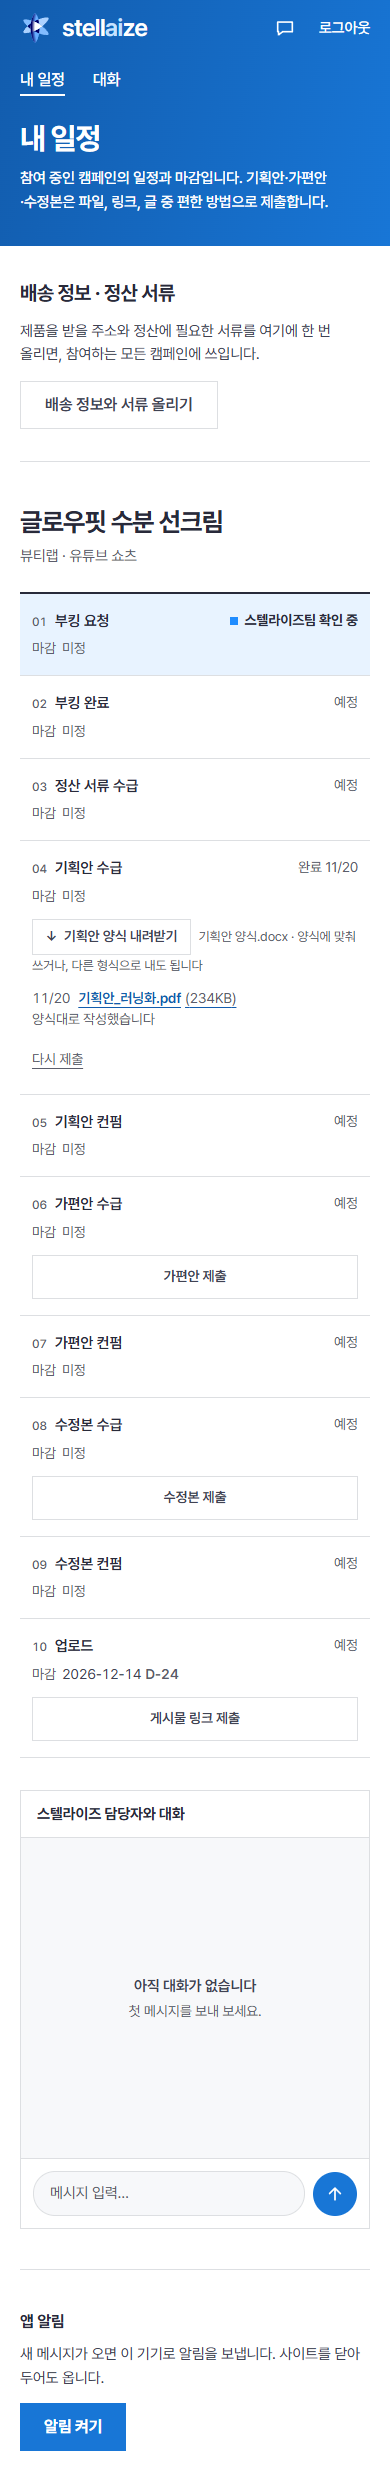 stellaize
로그아웃
내 일정 대화
내 일정
참여 중인 캠페인의 일정과 마감입니다. 기획안·가편안
·수정본은 파일, 링크, 글 중 편한 방법으로 제출합니다.
배송 정보 · 정산 서류
제품을 받을 주소와 정산에 필요한 서류를 여기에 한 번
올리면, 참여하는 모든 캠페인에 쓰입니다.
배송 정보와 서류 올리기
글로우핏 수분 선크림
뷰티랩 · 유튜브 쇼츠
01 부킹 요청 스텔라이즈팀 확인 중
마감 미정
02 부킹 완료 예정
마감 미정
03 정산 서류 수급 예정
마감 미정
04 기획안 수급 완료 11/20
마감 미정
↓ 기획안 양식 내려받기 기획안 양식.docx · 양식에 맞춰
쓰거나, 다른 형식으로 내도 됩니다
11/20 기획안_러닝화.pdf (234KB)
양식대로 작성했습니다
다시 제출
05 기획안 컨펌 예정
마감 미정
06 가편안 수급 예정
마감 미정
가편안 제출
07 가편안 컨펌 예정
마감 미정
08 수정본 수급 예정
마감 미정
수정본 제출
09 수정본 컨펌 예정
마감 미정
10 업로드 예정
마감 2026-12-14 D-24
게시물 링크 제출
스텔라이즈 담당자와 대화
아직 대화가 없습니다
첫 메시지를 보내 보세요.
메시지 입력...
앱 알림
새 메시지가 오면 이 기기로 알림을 보냅니다. 사이트를 닫아
두어도 옵니다.
알림 켜기